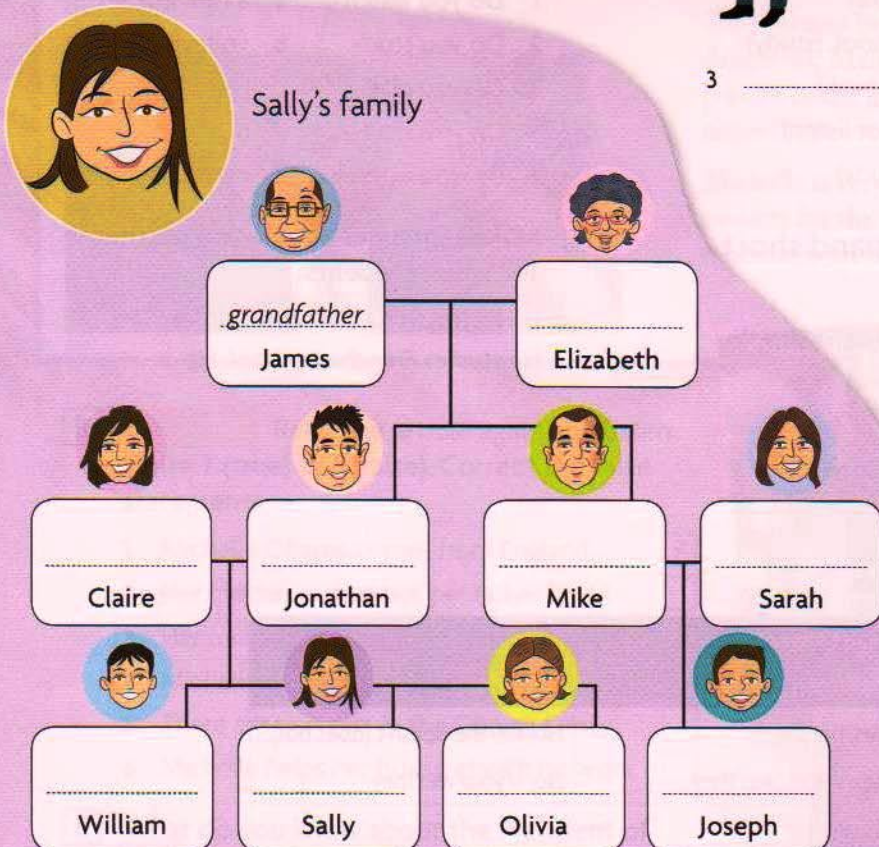 3
Sally's family
grandfather
James
Elizabeth
Claire
Jonathan
Mike
Sarah
William
Sally
Olivia
Joseph